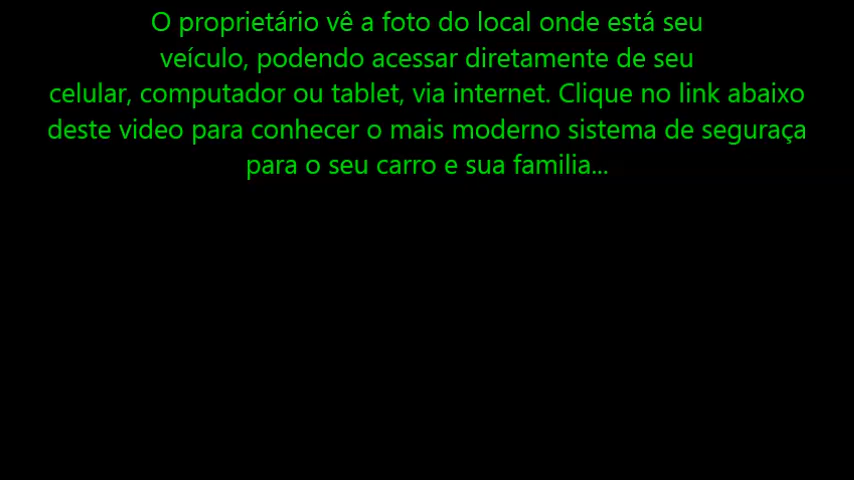 O proprietário vê a foto do local onde está seu
veículo, podendo acessar diretamente de seu
celular, computador ou tablet, via internet. Clique no link abaixo
deste video para conhecer o mais moderno sistema de seguraça
para o seu carro e sua familia...